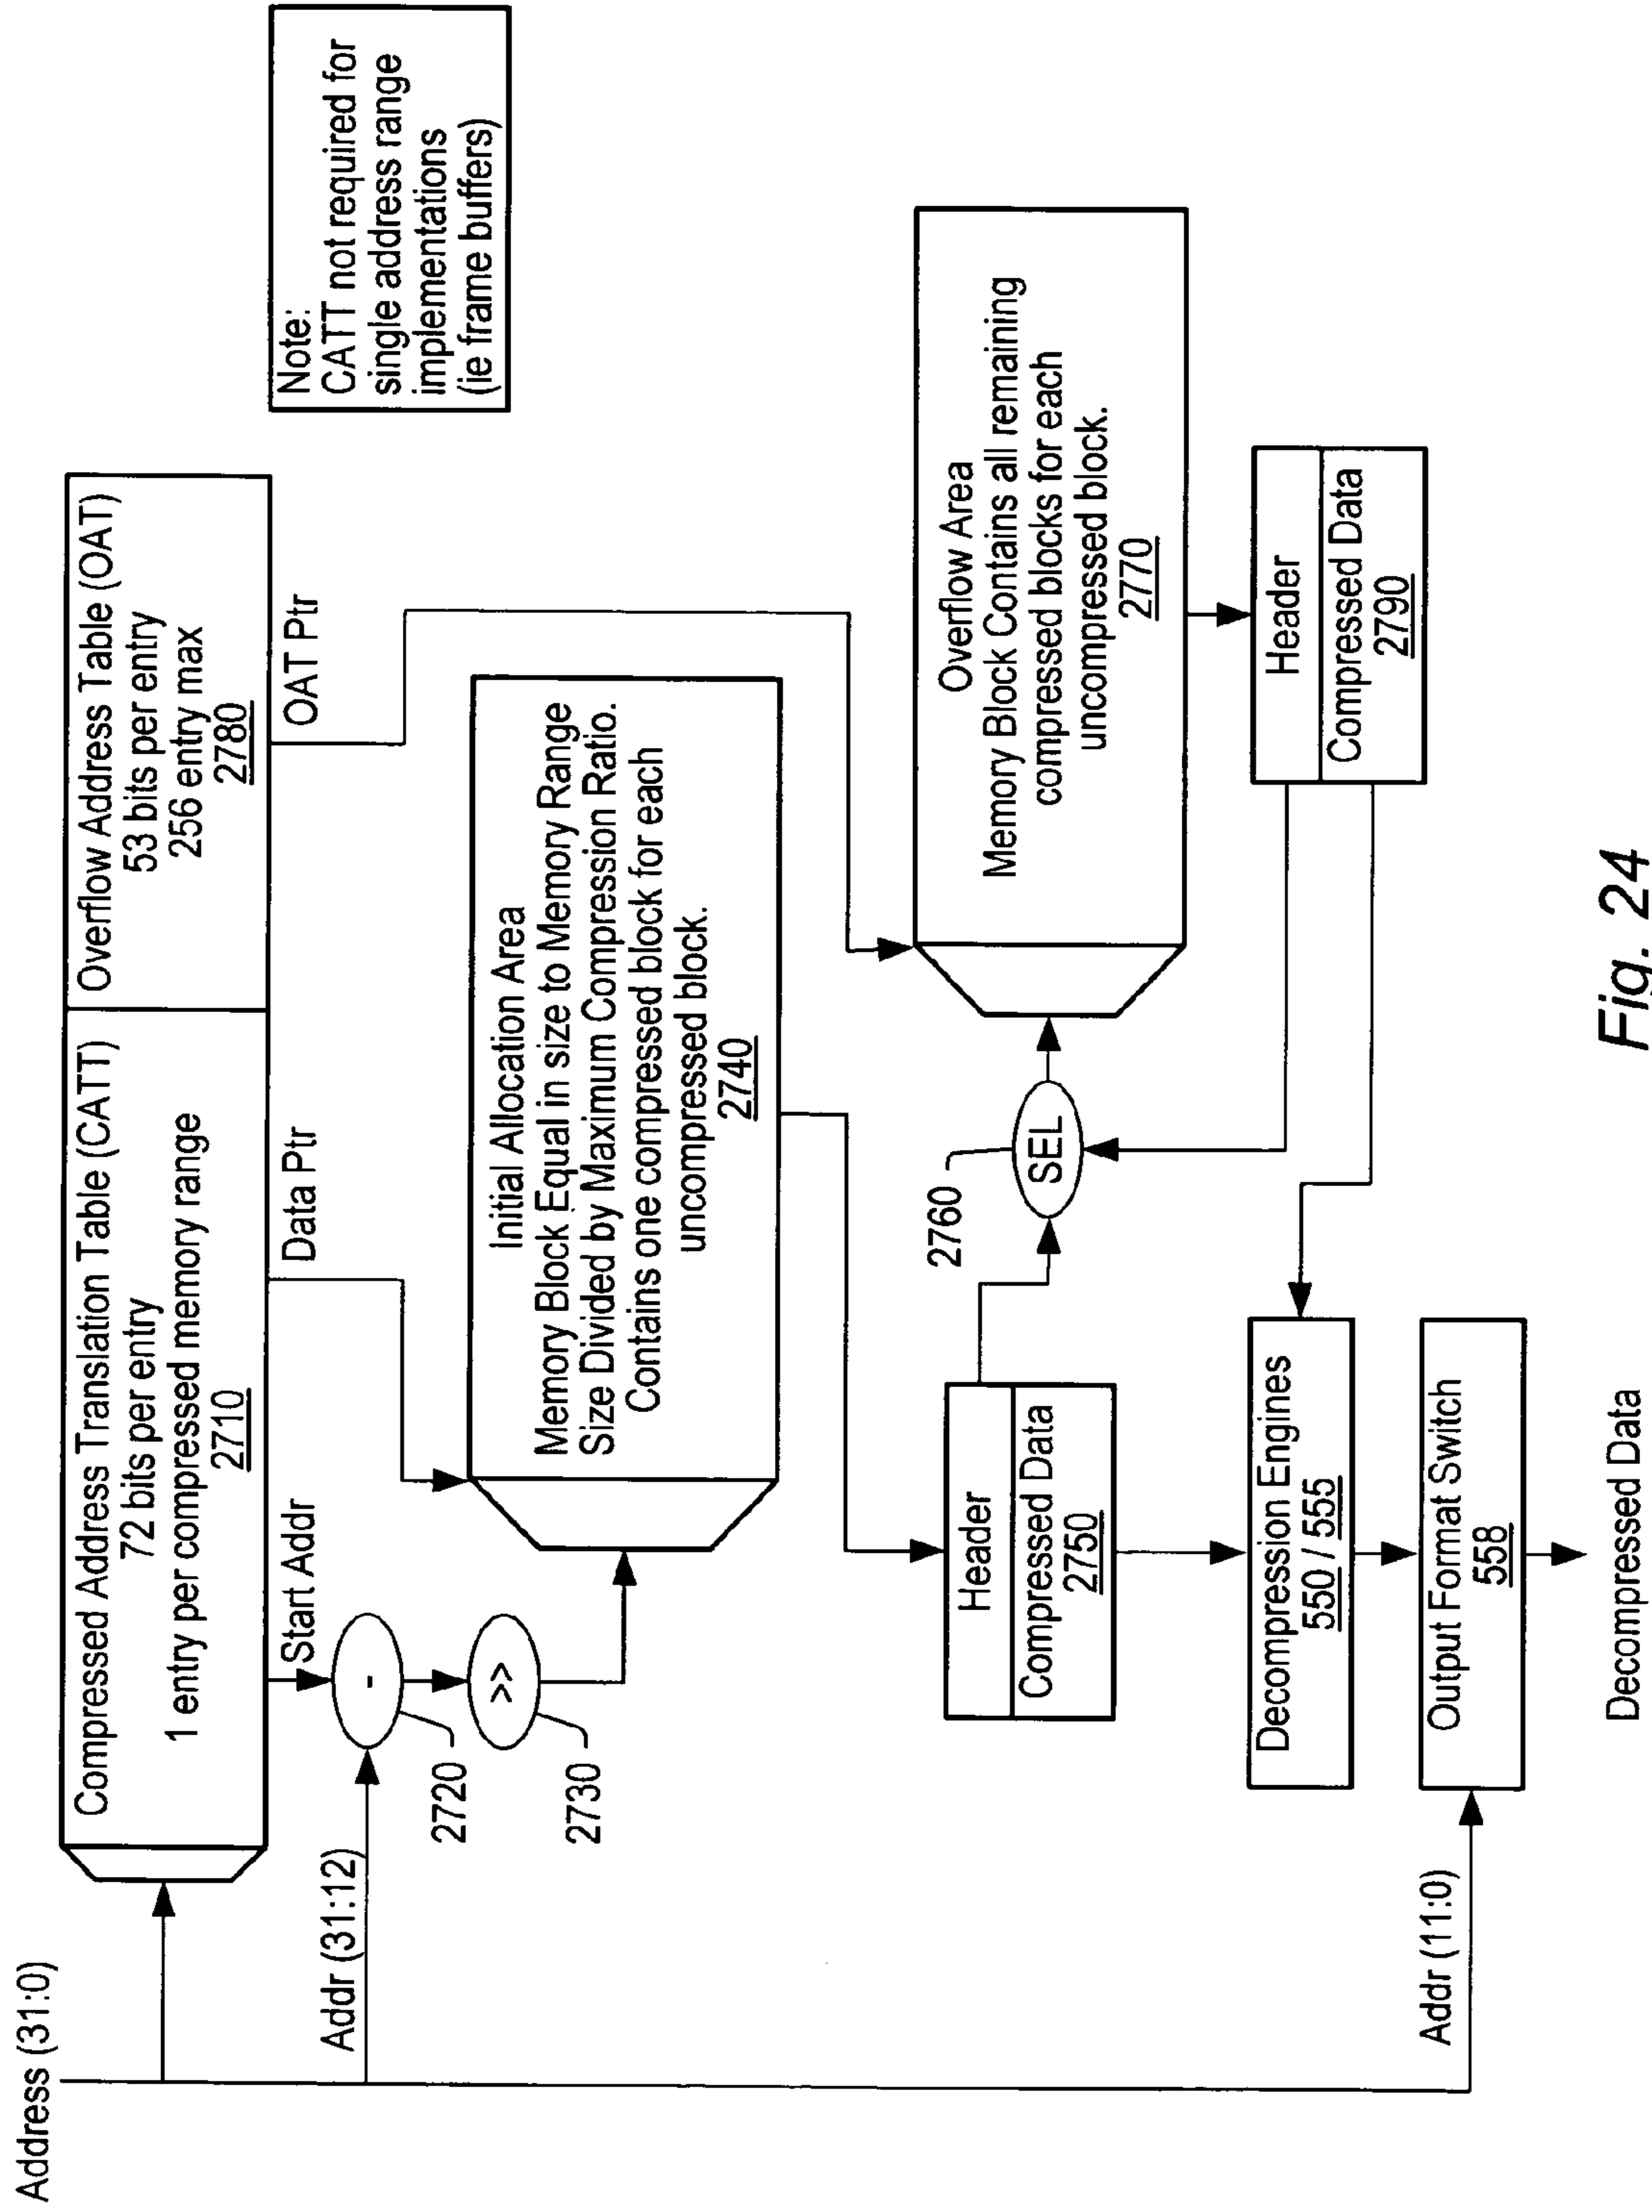 Address (31:0)
Compressed Address Translation Table (CATT)
72 bits per entry
1 entry per compressed memory range
2710
Overflow Address Table (OAT)
53 bits per entry
256 entry max
2780
Note:
CATT not required for
single address range
implementations
(ie frame buffers)
Addr (31:12)
Start Addr
Data Ptr
OAT Ptr
-
2720
>>
2730
Initial Allocation Area
Memory Block Equal in size to Memory Range
Size Divided by Maximum Compression Ratio.
Contains one compressed block for each
uncompressed block.
2740
Header
Compressed Data
2750
2760
SEL
Overflow Area
Memory Block Contains all remaining
compressed blocks for each
uncompressed block.
2770
Header
Compressed Data
2790
Decompression Engines
550 / 555
Addr (11:0)
Output Format Switch
558
Decompressed Data
Fig. 24